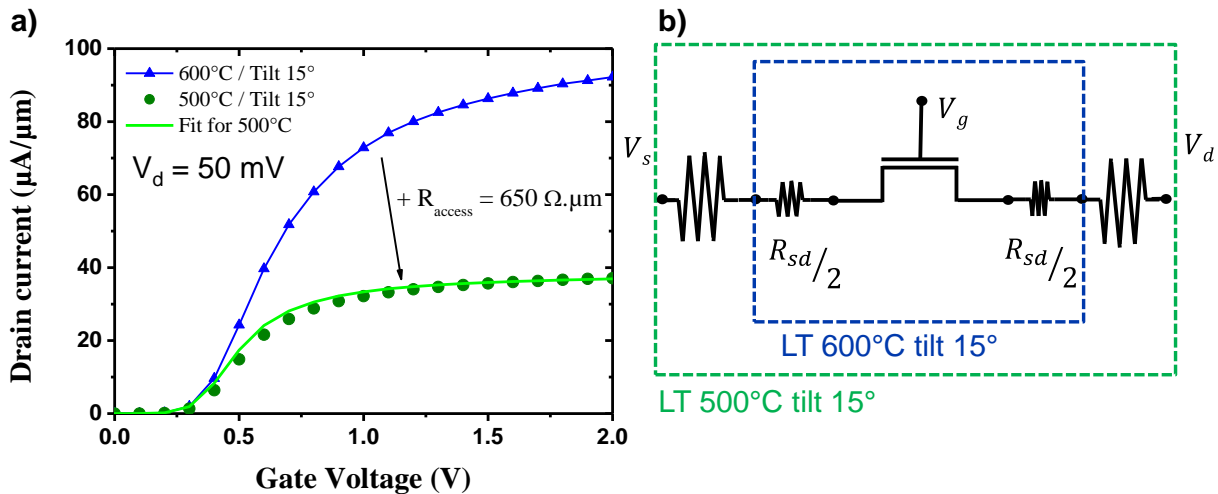 a)
100
80
60
40
20
0
Drain current (µA/µm)
600°C / Tilt 15°
500°C / Tilt 15°
Fit for 500°C
V_d = 50 mV
+ R_access = 650 Ω.µm
0.0 0.5 1.0 1.5 2.0
Gate Voltage (V)
b)
V_s
V_g
V_d
R_sd/2
R_sd/2
LT 600°C tilt 15°
LT 500°C tilt 15°